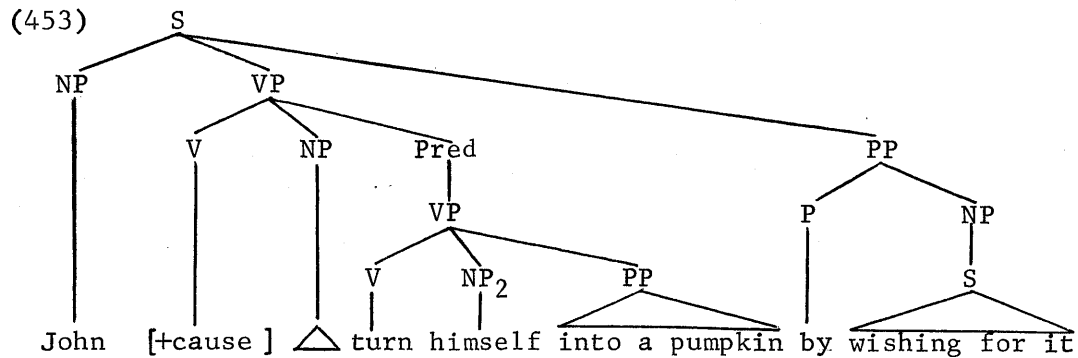 (453) S
NP VP
V NP Pred PP
VP P NP
V NP2 PP S
John [+cause] △ turn himself into a pumpkin by wishing for it